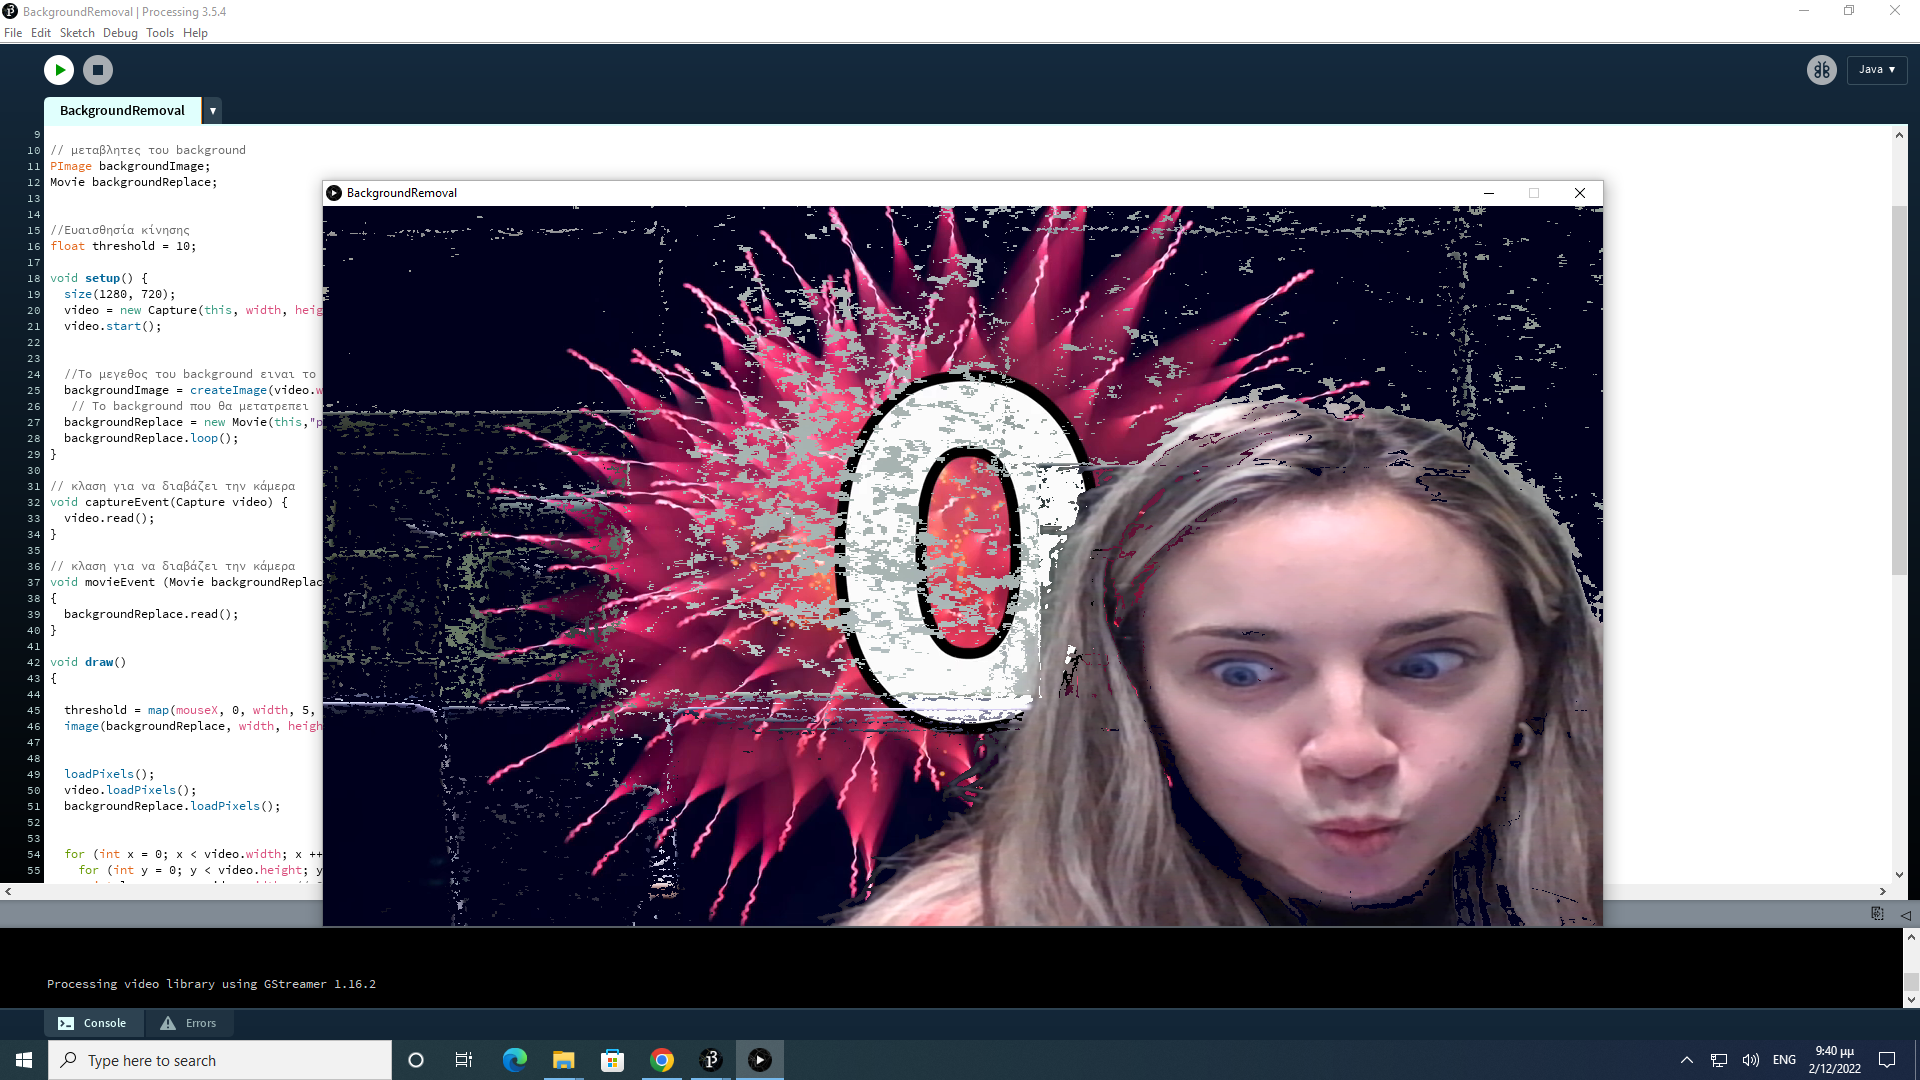 BackgroundRemoval | Processing 3.5.4
File Edit Sketch Debug Tools Help
Java ▾
BackgroundRemoval ▾
9
10 // μεταβλητες του background
11 PImage backgroundImage;
12 Movie backgroundReplace;
13
14
15 //Ευαισθησία κίνησης
16 float threshold = 10;
17
18 void setup() {
19 size(1280, 720);
20 video = new Capture(this, width, heig
21 video.start();
22
23
24 //Το μεγεθος του background ειναι το
25 backgroundImage = createImage(video.w
26 // Το background που θα μετατρεπει
27 backgroundReplace = new Movie(this,"p
28 backgroundReplace.loop();
29 }
30
31 // κλαση για να διαβάζει την κάμερα
32 void captureEvent(Capture video) {
33 video.read();
34 }
35
36 // κλαση για να διαβάζει την κάμερα
37 void movieEvent (Movie backgroundReplac
38 {
39 backgroundReplace.read();
40 }
41
42 void draw()
43 {
44
45 threshold = map(mouseX, 0, width, 5,
46 image(backgroundReplace, width, heigh
47
48
49 loadPixels();
50 video.loadPixels();
51 backgroundReplace.loadPixels();
52
53
54 for (int x = 0; x < video.width; x ++
55 for (int y = 0; y < video.height; y
BackgroundRemoval
0
Processing video library using GStreamer 1.16.2
Console Errors
Type here to search
ENG
9:40 μμ
2/12/2022